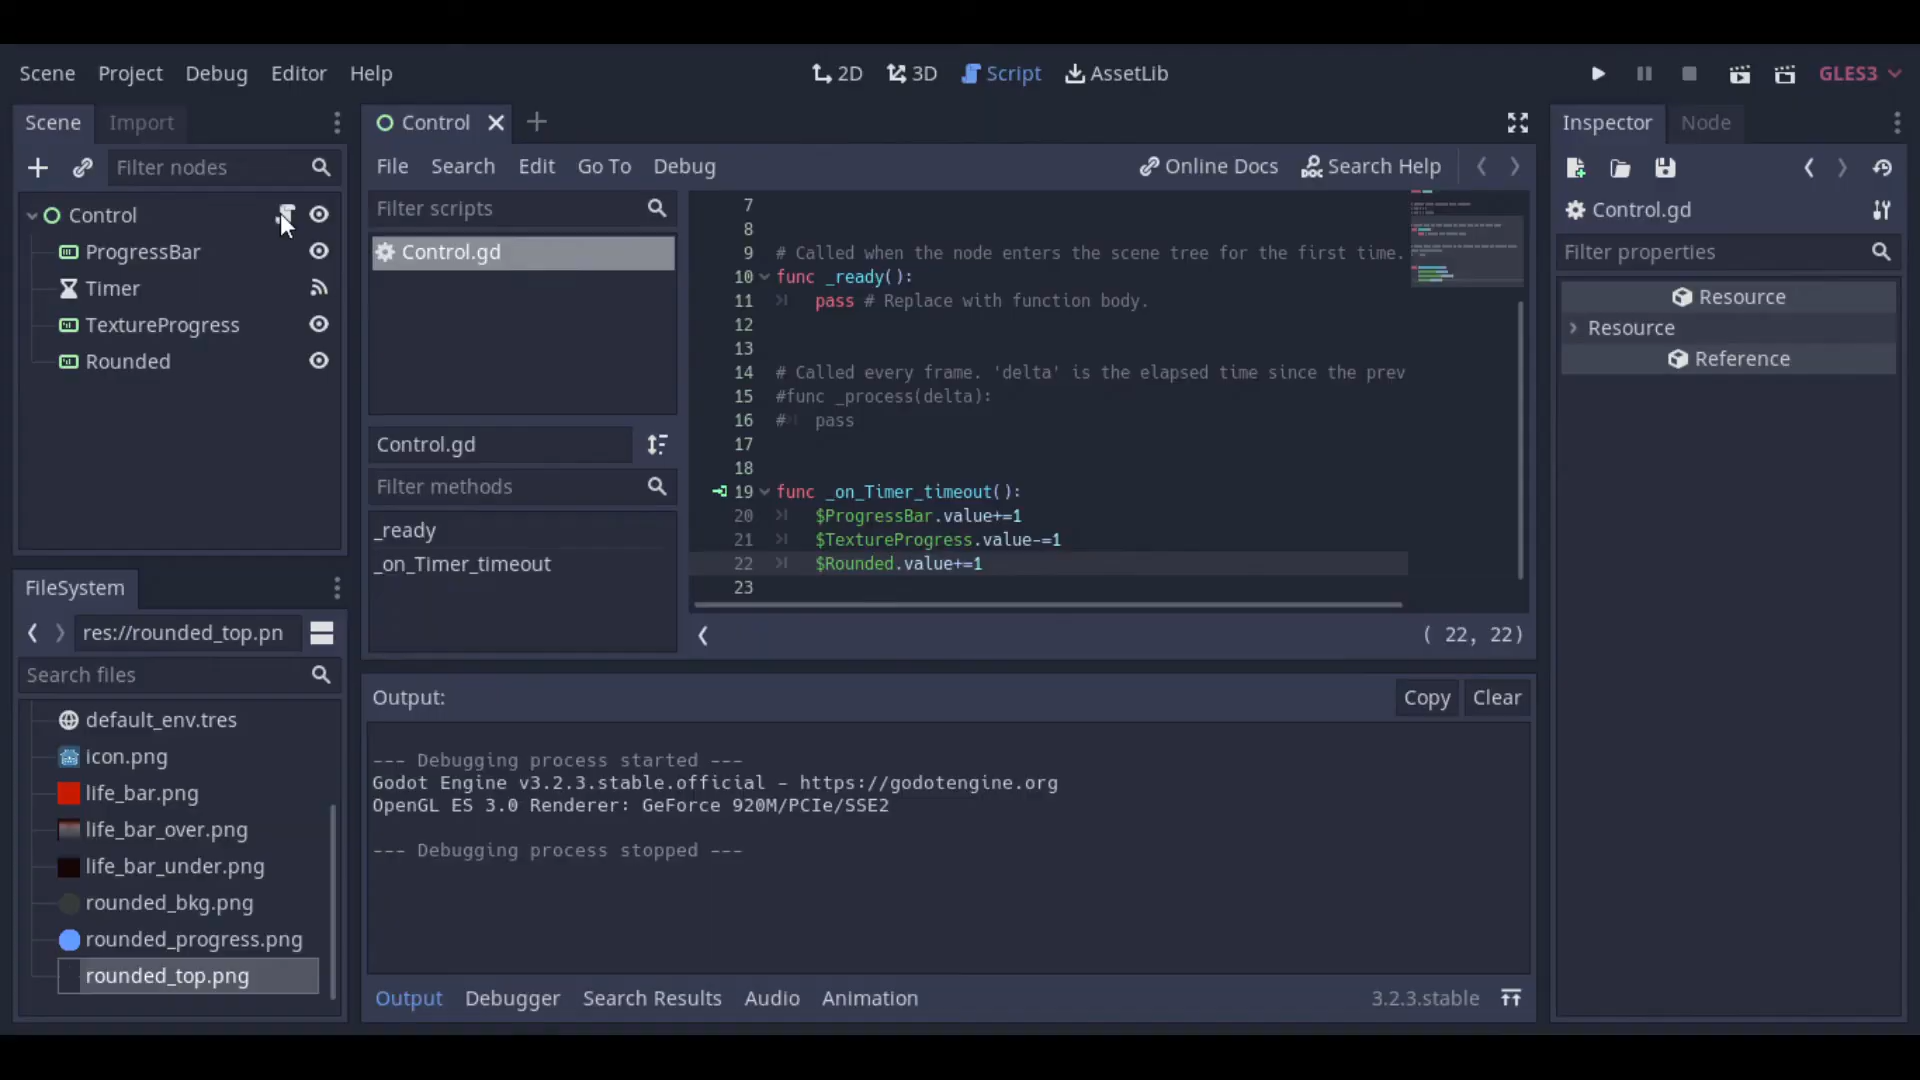 Scene Project Debug Editor Help
2D 3D Script AssetLib
GLES3
Scene Import
Filter nodes
Control
ProgressBar
Timer
TextureProgress
Rounded
FileSystem
res://rounded_top.pn
Search files
default_env.tres
icon.png
life_bar.png
life_bar_over.png
life_bar_under.png
rounded_bkg.png
rounded_progress.png
rounded_top.png
Control
File Search Edit Go To Debug
Online Docs Search Help
Filter scripts
Control.gd
Control.gd
Filter methods
_ready
_on_Timer_timeout
7
8
9 # Called when the node enters the scene tree for the first time.
10 func _ready():
11 pass # Replace with function body.
12
13
14 # Called every frame. 'delta' is the elapsed time since the prev
15 #func _process(delta):
16 # pass
17
18
19 func _on_Timer_timeout():
20 $ProgressBar.value+=1
21 $TextureProgress.value-=1
22 $Rounded.value+=1
23
( 22, 22)
Output:
Copy Clear
--- Debugging process started ---
Godot Engine v3.2.3.stable.official - https://godotengine.org
OpenGL ES 3.0 Renderer: GeForce 920M/PCIe/SSE2
--- Debugging process stopped ---
Output Debugger Search Results Audio Animation
3.2.3.stable
Inspector Node
Control.gd
Filter properties
Resource
Resource
Reference